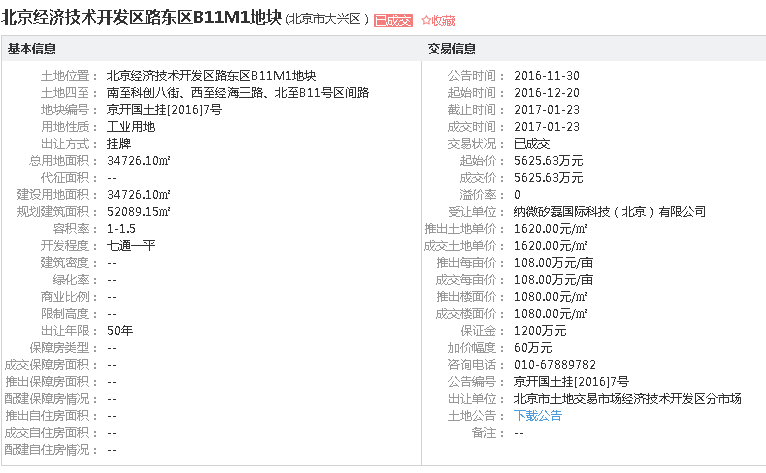 北京经济技术开发区路东区B11M1地块(北京市大兴区) 已成交 ☆收藏
基本信息
土地位置： 北京经济技术开发区路东区B11M1地块
土地四至： 南至科创八街、西至经海三路、北至B11号区间路
地块编号： 京开国土挂[2016]7号
用地性质： 工业用地
出让方式： 挂牌
总用地面积： 34726.10㎡
代征面积： --
建设用地面积： 34726.10㎡
规划建筑面积： 52089.15㎡
容积率： 1-1.5
开发程度： 七通一平
建筑密度： --
绿化率： --
商业比例： --
限制高度： --
出让年限： 50年
保障房类型： --
成交保障房面积： --
推出保障房面积： --
配建保障房情况： --
推出自住房面积： --
成交自住房面积： --
配建自住房情况： --
交易信息
公告时间： 2016-11-30
起始时间： 2016-12-20
截止时间： 2017-01-23
成交时间： 2017-01-23
交易状况： 已成交
起始价： 5625.63万元
成交价： 5625.63万元
溢价率： 0
受让单位： 纳微矽磊国际科技（北京）有限公司
推出土地单价： 1620.00元/㎡
成交土地单价： 1620.00元/㎡
推出每亩价： 108.00万元/亩
成交每亩价： 108.00万元/亩
推出楼面价： 1080.00元/㎡
成交楼面价： 1080.00元/㎡
保证金： 1200万元
加价幅度： 60万元
咨询电话： 010-67889782
公告编号： 京开国土挂[2016]7号
出让单位： 北京市土地交易市场经济技术开发区分市场
土地公告： 下载公告
备注： --